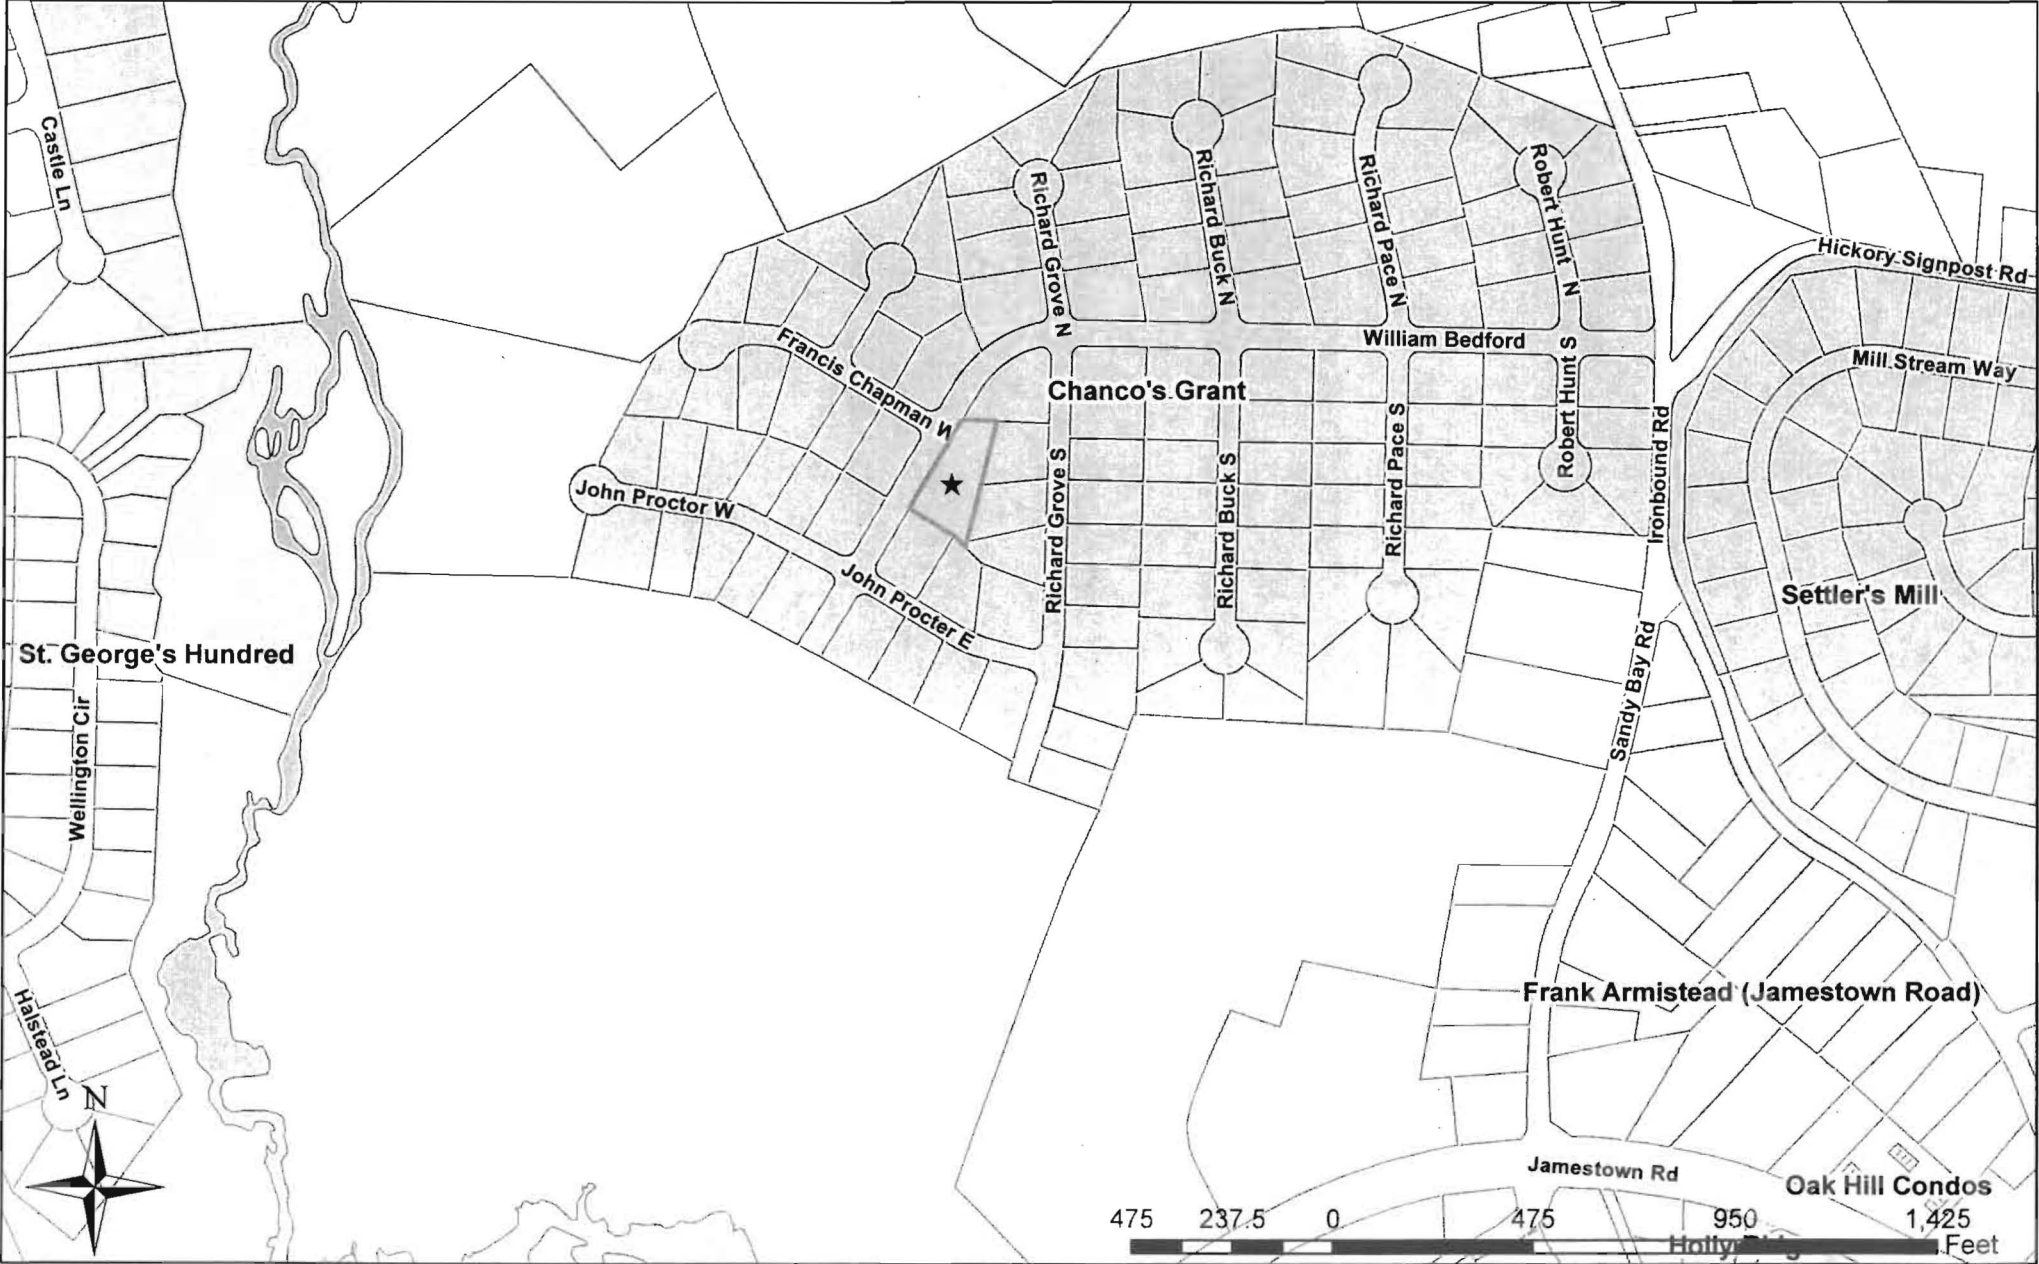 Castle Ln
Richard Grove N
Richard Buck N
Richard Pace N
Robert Hunt N
Hickory Signpost Rd
William Bedford
Francis Chapman W
Mill Stream Way
Chanco's Grant
John Proctor W
Richard Grove S
Richard Buck S
Richard Pace S
Robert Hunt S
Ironbound Rd
John Procter E
Settler's Mill
St. George's Hundred
Sandy Bay Rd
Wellington Cir
Halstead Ln
Frank Armistead (Jamestown Road)
N
Jamestown Rd
Oak Hill Condos
475 237.5 0 475 950 1,425
Feet
Holly